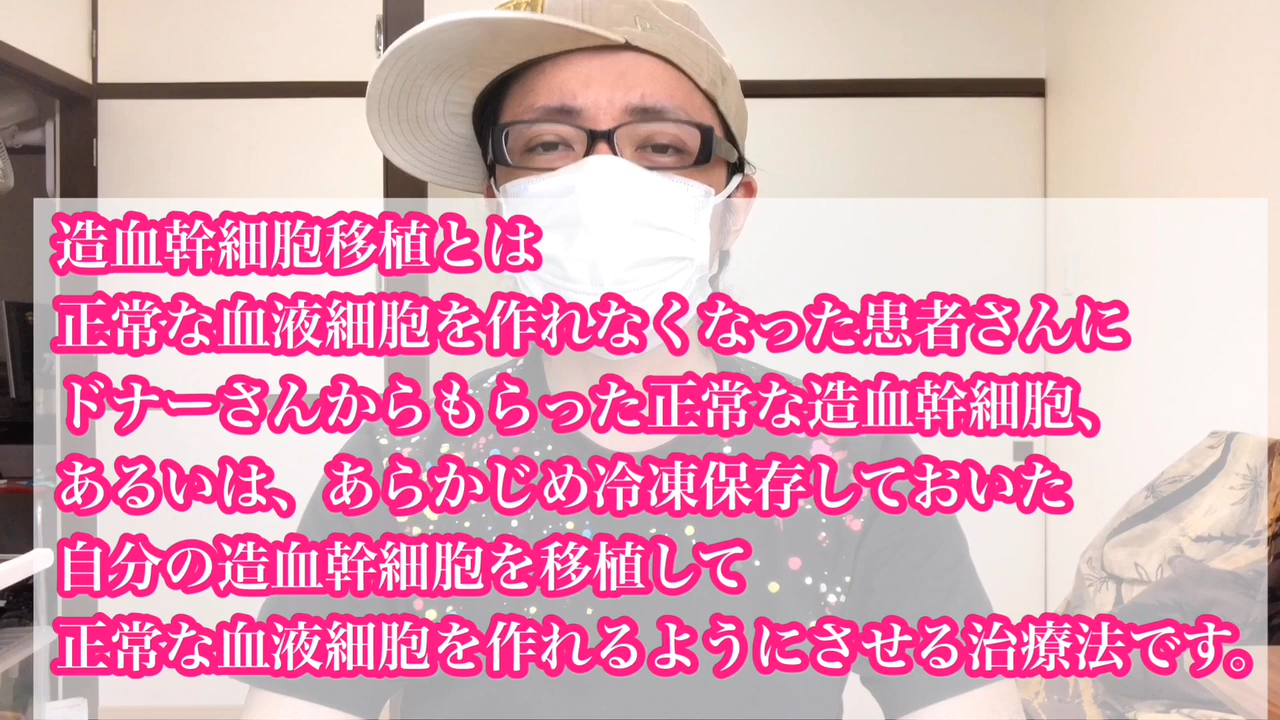 造血幹細胞移植とは
正常な血液細胞を作れなくなった患者さんに
ドナーさんからもらった正常な造血幹細胞、
あるいは、あらかじめ冷凍保存しておいた
自分の造血幹細胞を移植して
正常な血液細胞を作れるようにさせる治療法です。